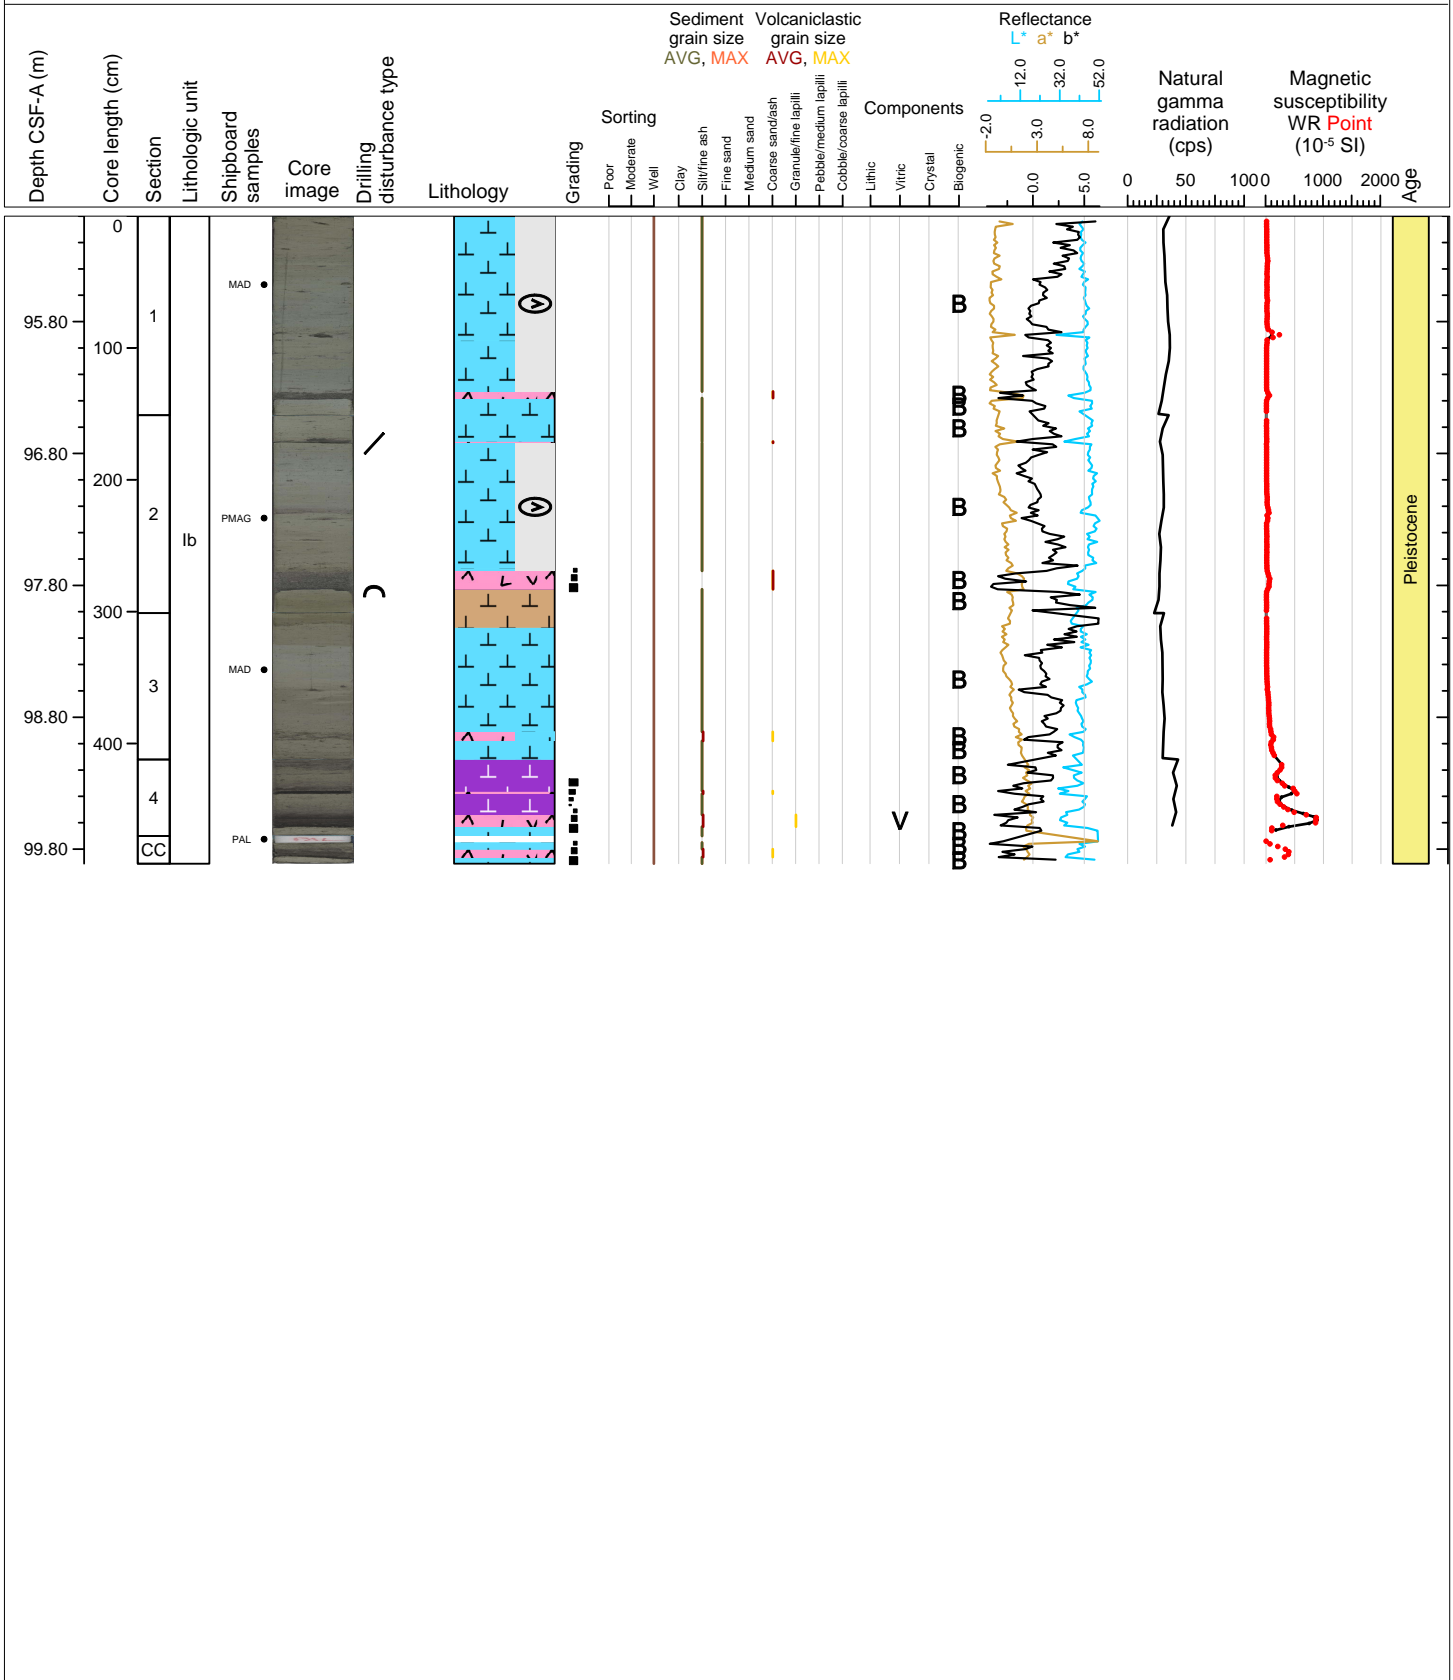 Depth CSF-A (m)
Core length (cm)
Section
Lithologic unit
Shipboard
samples
Core
image
Drilling
disturbance type
Lithology
Grading
Sorting
Poor
Moderate
Well
Sediment
grain size
AVG, MAX
Volcaniclastic
grain size
AVG, MAX
Clay
Silt/fine ash
Fine sand
Medium sand
Coarse sand/ash
Granule/fine lapilli
Pebble/medium lapilli
Cobble/coarse lapilli
Components
Lithic
Vitric
Crystal
Biogenic
Reflectance
L* a* b*
12.0 32.0 52.0
-2.0 3.0 8.0
0.0 5.0
Natural
gamma
radiation
(cps)
0 50 100
Magnetic
susceptibility
WR Point
(10-5 SI)
0 1000 2000
Age
0
1
MAD
V
B
95.80
100
B
B
B
B
96.80
200
2
PMAG
V
B
Ib
Pleistocene
97.80
300
B
B
3
MAD
B
98.80
400
B
B
B
4
B
V
PAL
B
B
99.80
CC
B
B